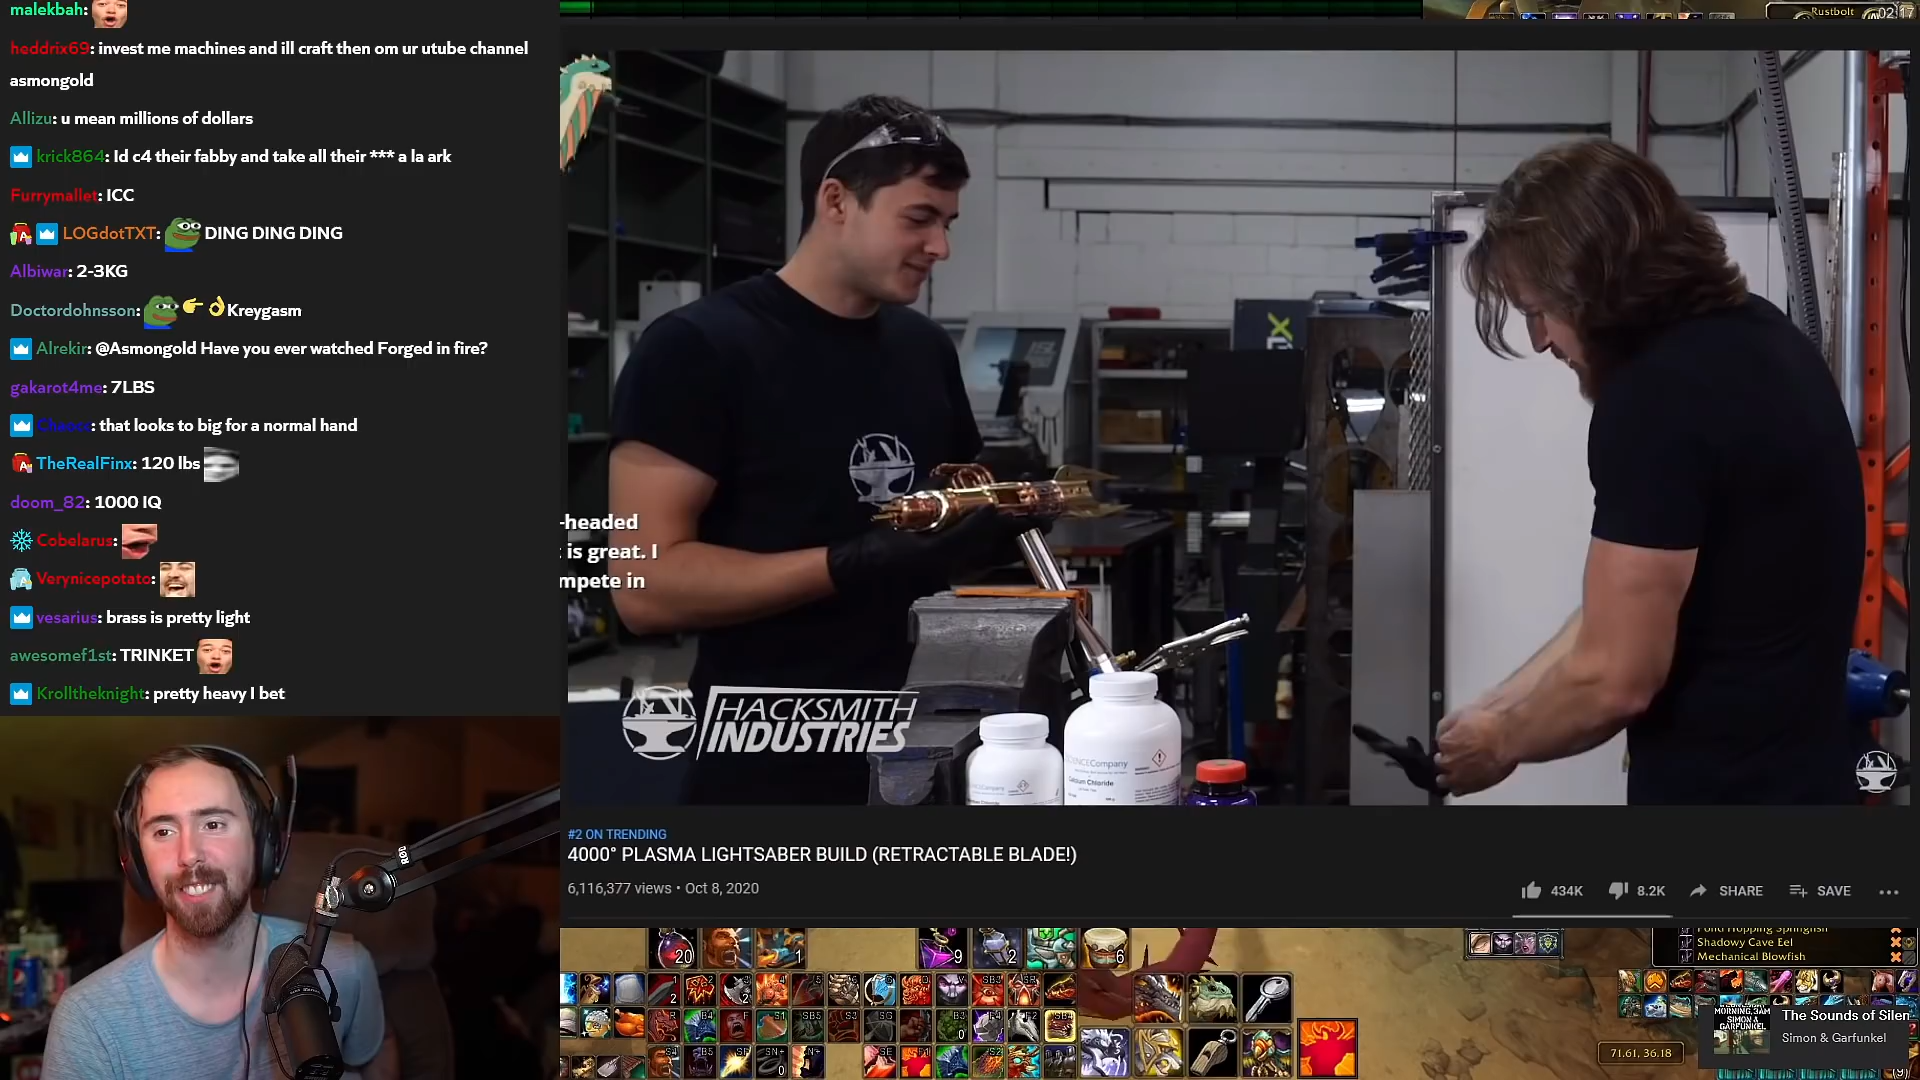 malekbah:
heddrix69: invest me machines and ill craft then om ur utube channel
asmongold
Allizu: u mean millions of dollars
krick864: Id c4 their fabby and take all their *** a la ark
Furrymallet: ICC
LOGdotTXT: DING DING DING
Albiwar: 2-3KG
Doctordohnsson: Kreygasm
Alrekir: @Asmongold Have you ever watched Forged in fire?
gakarot4me: 7LBS
: that looks to big for a normal hand
TheRealFinx: 120 lbs
doom_82: 1000 IQ
Cobelarus:
Verynicepotato:
vesarius: brass is pretty light
awesomef1st: TRINKET
Krolltheknight: pretty heavy I bet
Rustbolt
02:17
-headed
is great. I
mpete in
HACKSMITH
INDUSTRIES
Calcium Chloride
#2 ON TRENDING
4000° PLASMA LIGHTSABER BUILD (RETRACTABLE BLADE!)
6,116,377 views • Oct 8, 2020
434K 8.2K SHARE SAVE
Shadowy Cave Eel
Mechanical Blowfish
The Sounds of Silen
Simon & Garfunkel
71.61, 36.18